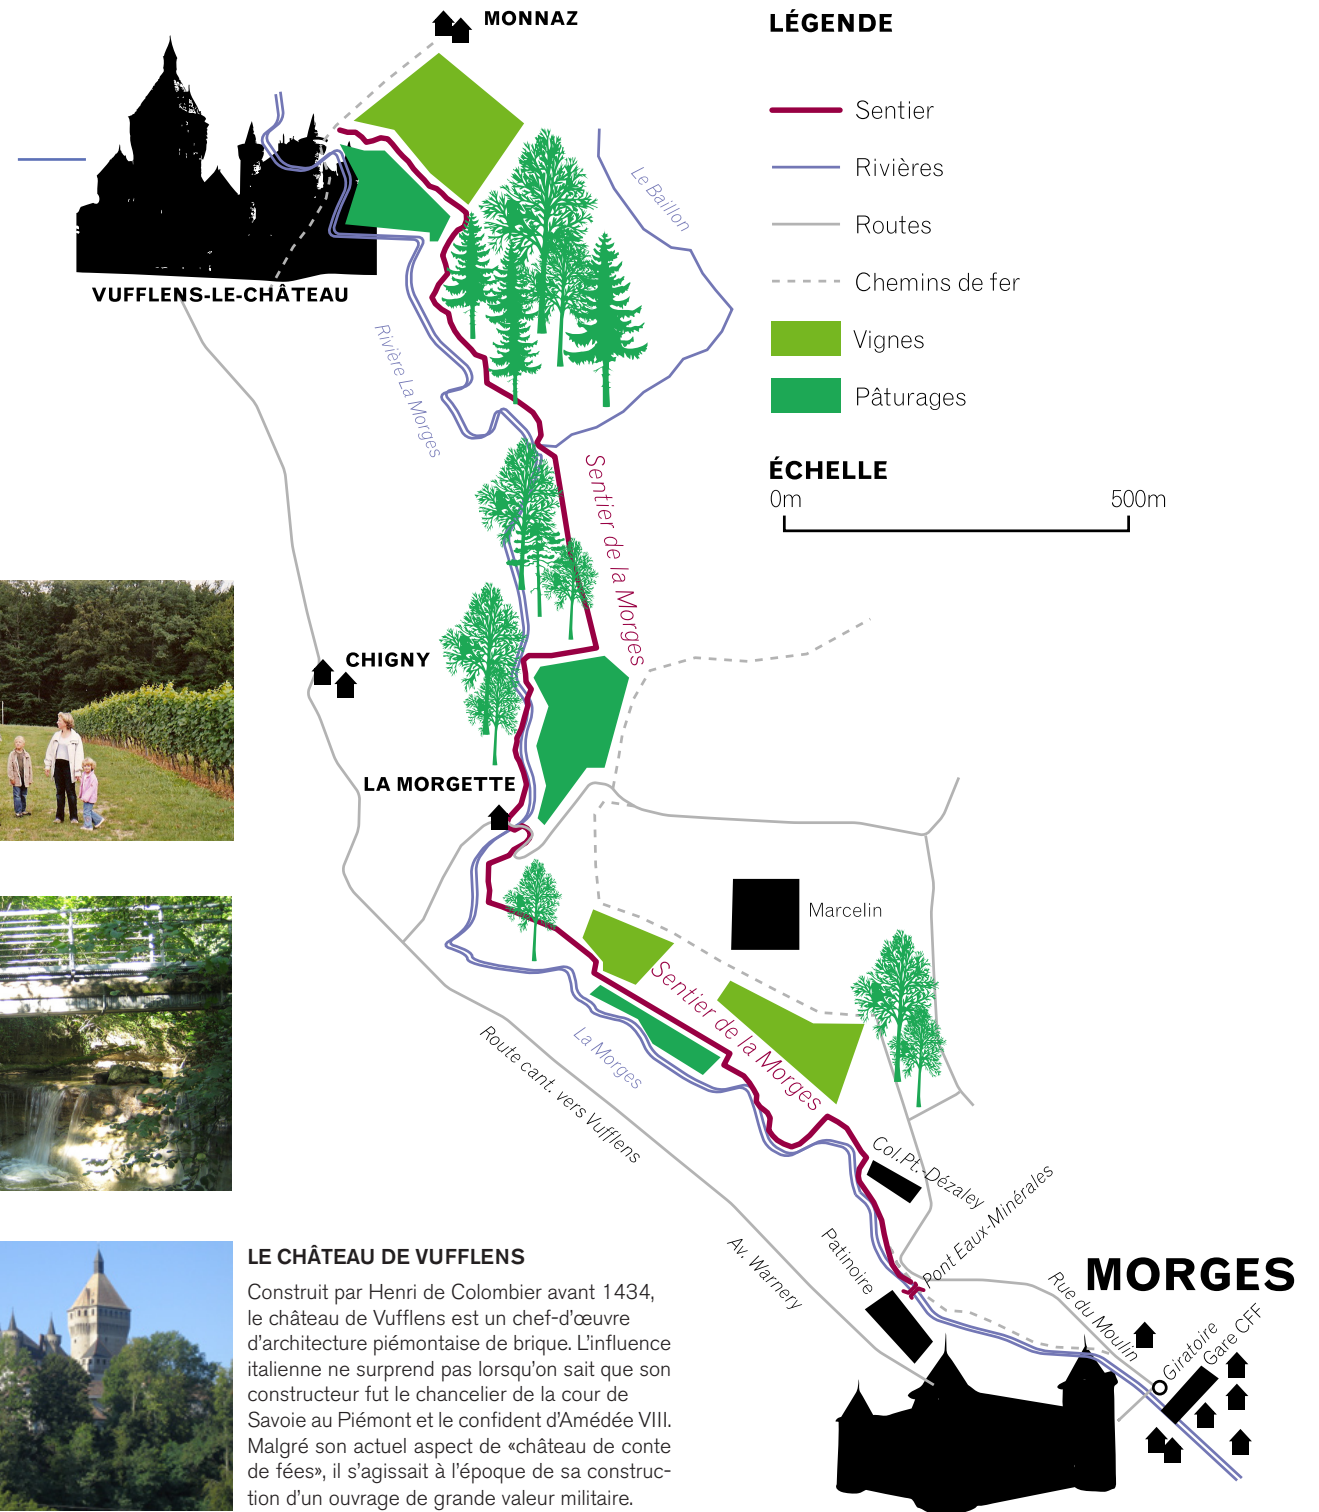 MONNAZ
LÉGENDE
Sentier
Rivières
Routes
Chemins de fer
Vignes
Pâturages
ÉCHELLE
0m 500m
Le Baillon
VUFFLENS-LE-CHÂTEAU
Rivière La Morges
Sentier de la Morges
CHIGNY
LA MORGETTE
Marcelin
Sentier de la Morges
La Morges
Route cant. vers Vufflens
Col.Pt.-Dézaley
Pont Eaux-Minérales
Patinoire
Av. Warnery
MORGES
Rue du Moulin
Giratoire
Gare CFF
LE CHÂTEAU DE VUFFLENS
Construit par Henri de Colombier avant 1434,
le château de Vufflens est un chef-d’œuvre
d’architecture piémontaise de brique. L’influence
italienne ne surprend pas lorsqu’on sait que son
constructeur fut le chancelier de la cour de
Savoie au Piémont et le confident d’Amédée VIII.
Malgré son actuel aspect de «château de conte
de fées», il s’agissait à l’époque de sa construc-
tion d’un ouvrage de grande valeur militaire.